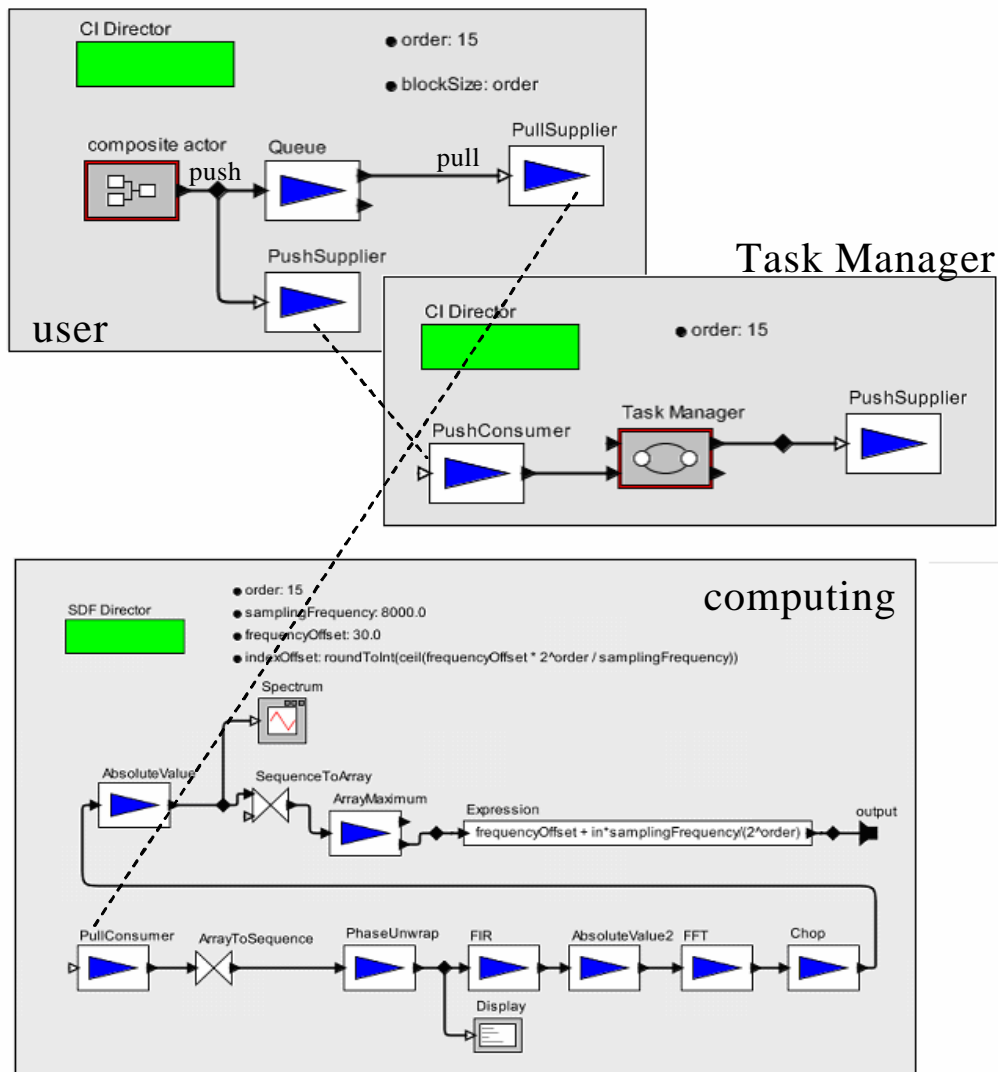 CI Director
order: 15
blockSize: order
composite actor
push
Queue
pull
PullSupplier
PushSupplier
user
Task Manager
CI Director
order: 15
PushConsumer
Task Manager
PushSupplier
computing
SDF Director
order: 15
samplingFrequency: 8000.0
frequencyOffset: 30.0
indexOffset: roundToInt(ceil(frequencyOffset * 2^order / samplingFrequency))
Spectrum
AbsoluteValue
SequenceToArray
ArrayMaximum
Expression
frequencyOffset + in*samplingFrequency/(2^order)
output
PullConsumer
ArrayToSequence
PhaseUnwrap
FIR
AbsoluteValue2
FFT
Chop
Display